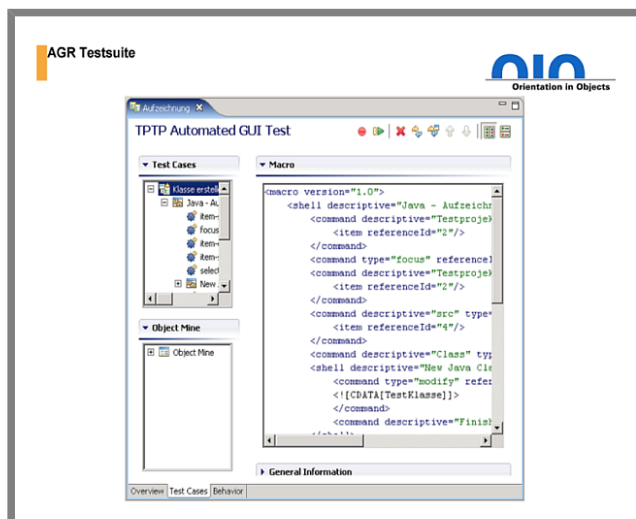 AGR Testsuite
OIO
Orientation in Objects
Aufzeichnung
TPTP Automated GUI Test
Test Cases
Klasse erstell
Java - Au
item-
focus
item-
item-
select
New
Object Mine
Object Mine
Macro
<macro version="1.0">
<shell descriptive="Java - Aufzeichn
<command descriptive="Testprojek
<item referenceId="2"/>
</command>
<command type="focus" referenceI
<command descriptive="Testprojek
<item referenceId="2"/>
</command>
<command descriptive="src" type=
<item referenceId="4"/>
</command>
<command descriptive="Class" typ
<shell descriptive="New Java Cla
<command type="modify" refer
<![CDATA[TestKlasse]]>
</command>
<command descriptive="Finis
General Information
Overview Test Cases Behavior